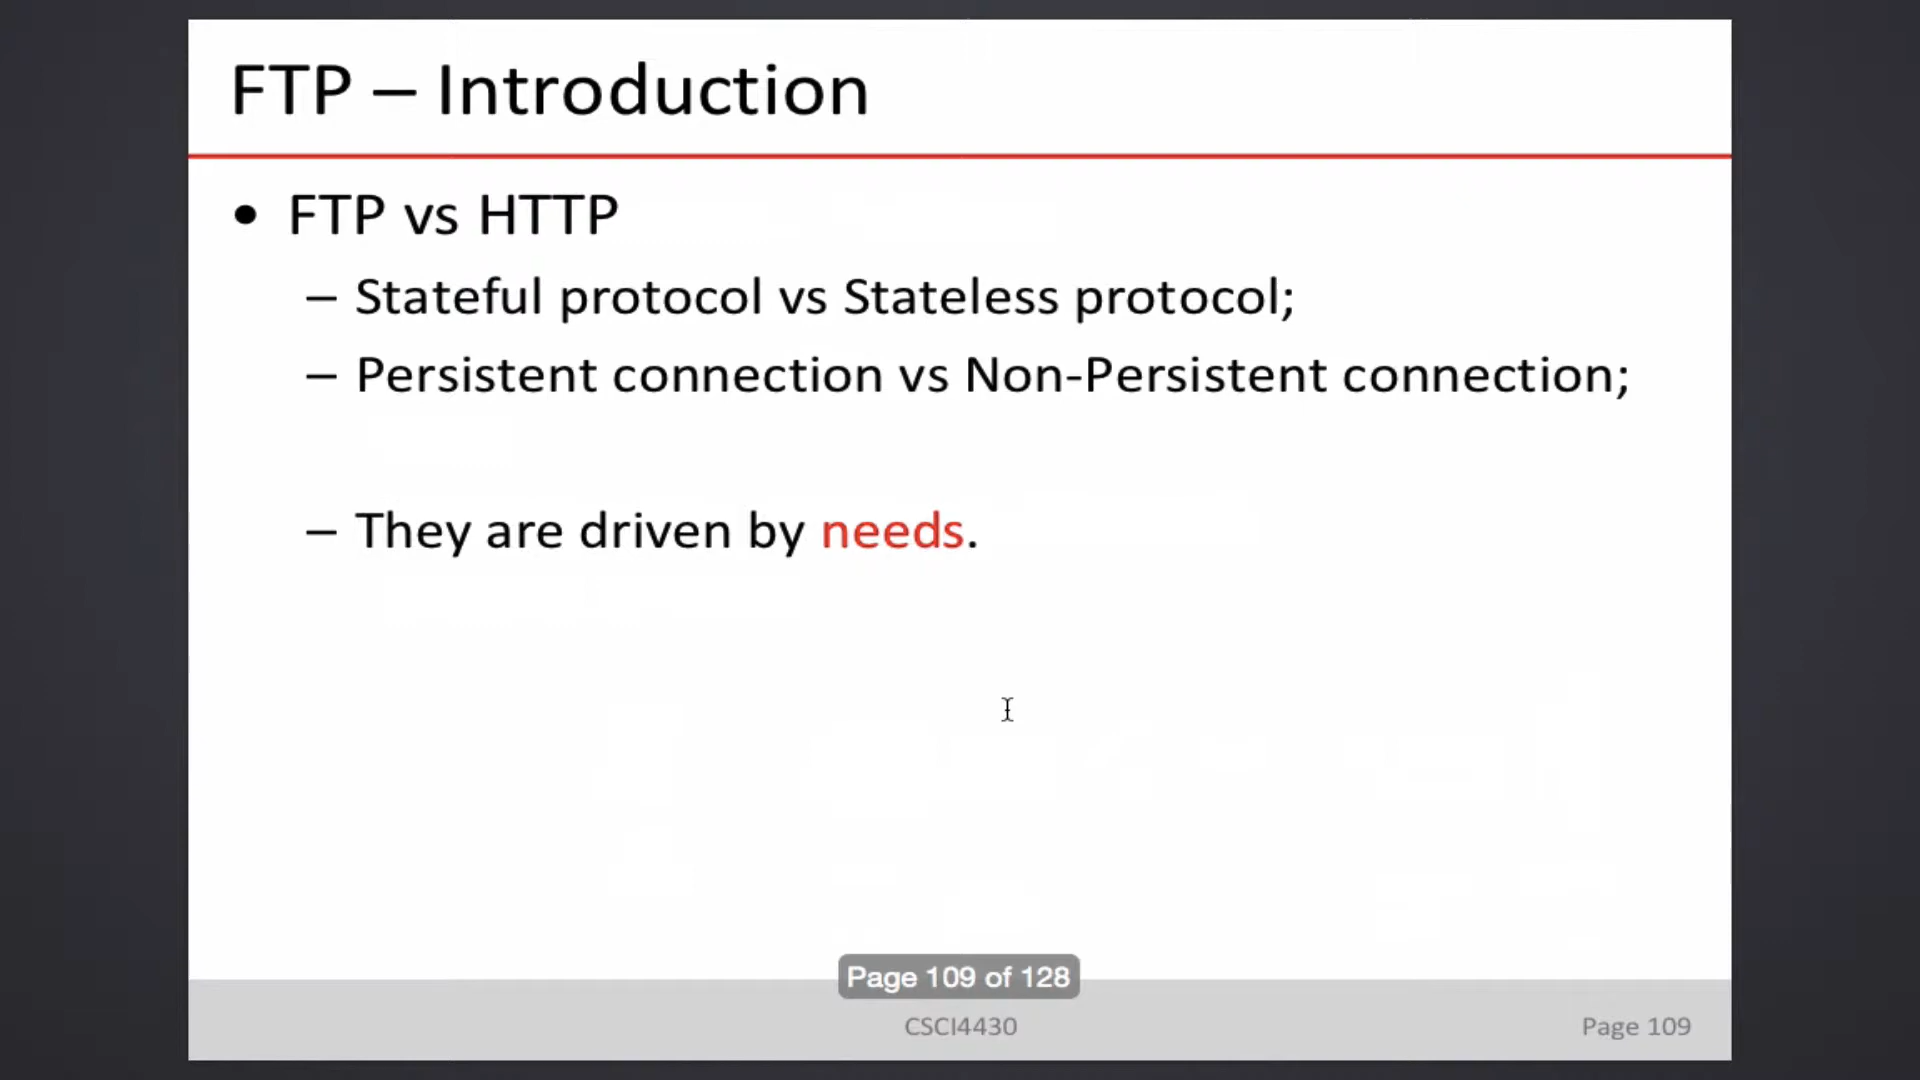 FTP – Introduction
• FTP vs HTTP
– Stateful protocol vs Stateless protocol;
– Persistent connection vs Non-Persistent connection;
– They are driven by needs.
Page 109 of 128
CSCI4430
Page 109